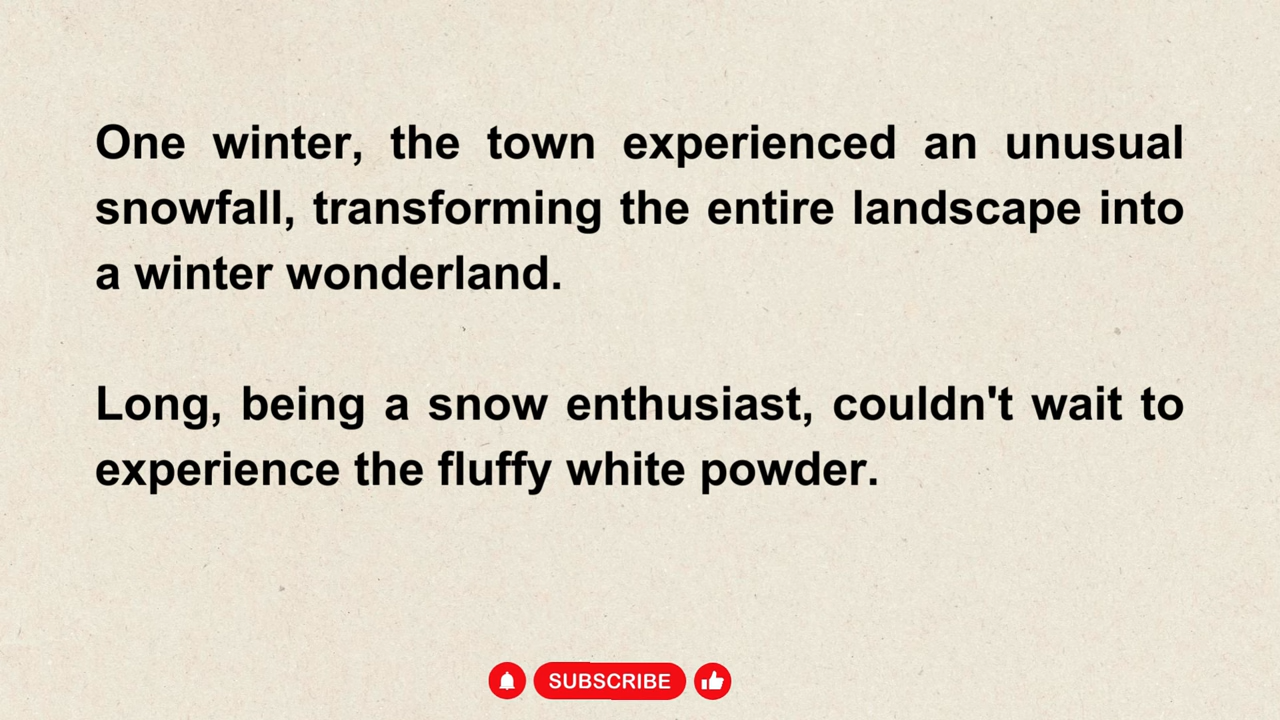 One winter, the town experienced an unusual
snowfall, transforming the entire landscape into
a winter wonderland.
Long, being a snow enthusiast, couldn't wait to
experience the fluffy white powder.
SUBSCRIBE